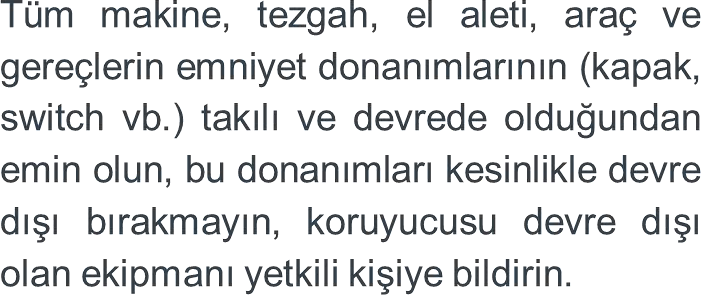 Tüm makine, tezgah, el aleti, araç ve
gereçlerin emniyet donanımlarının (kapak,
switch vb.) takılı ve devrede olduğundan
emin olun, bu donanımları kesinlikle devre
dışı bırakmayın, koruyucusu devre dışı
olan ekipmanı yetkili kişiye bildirin.